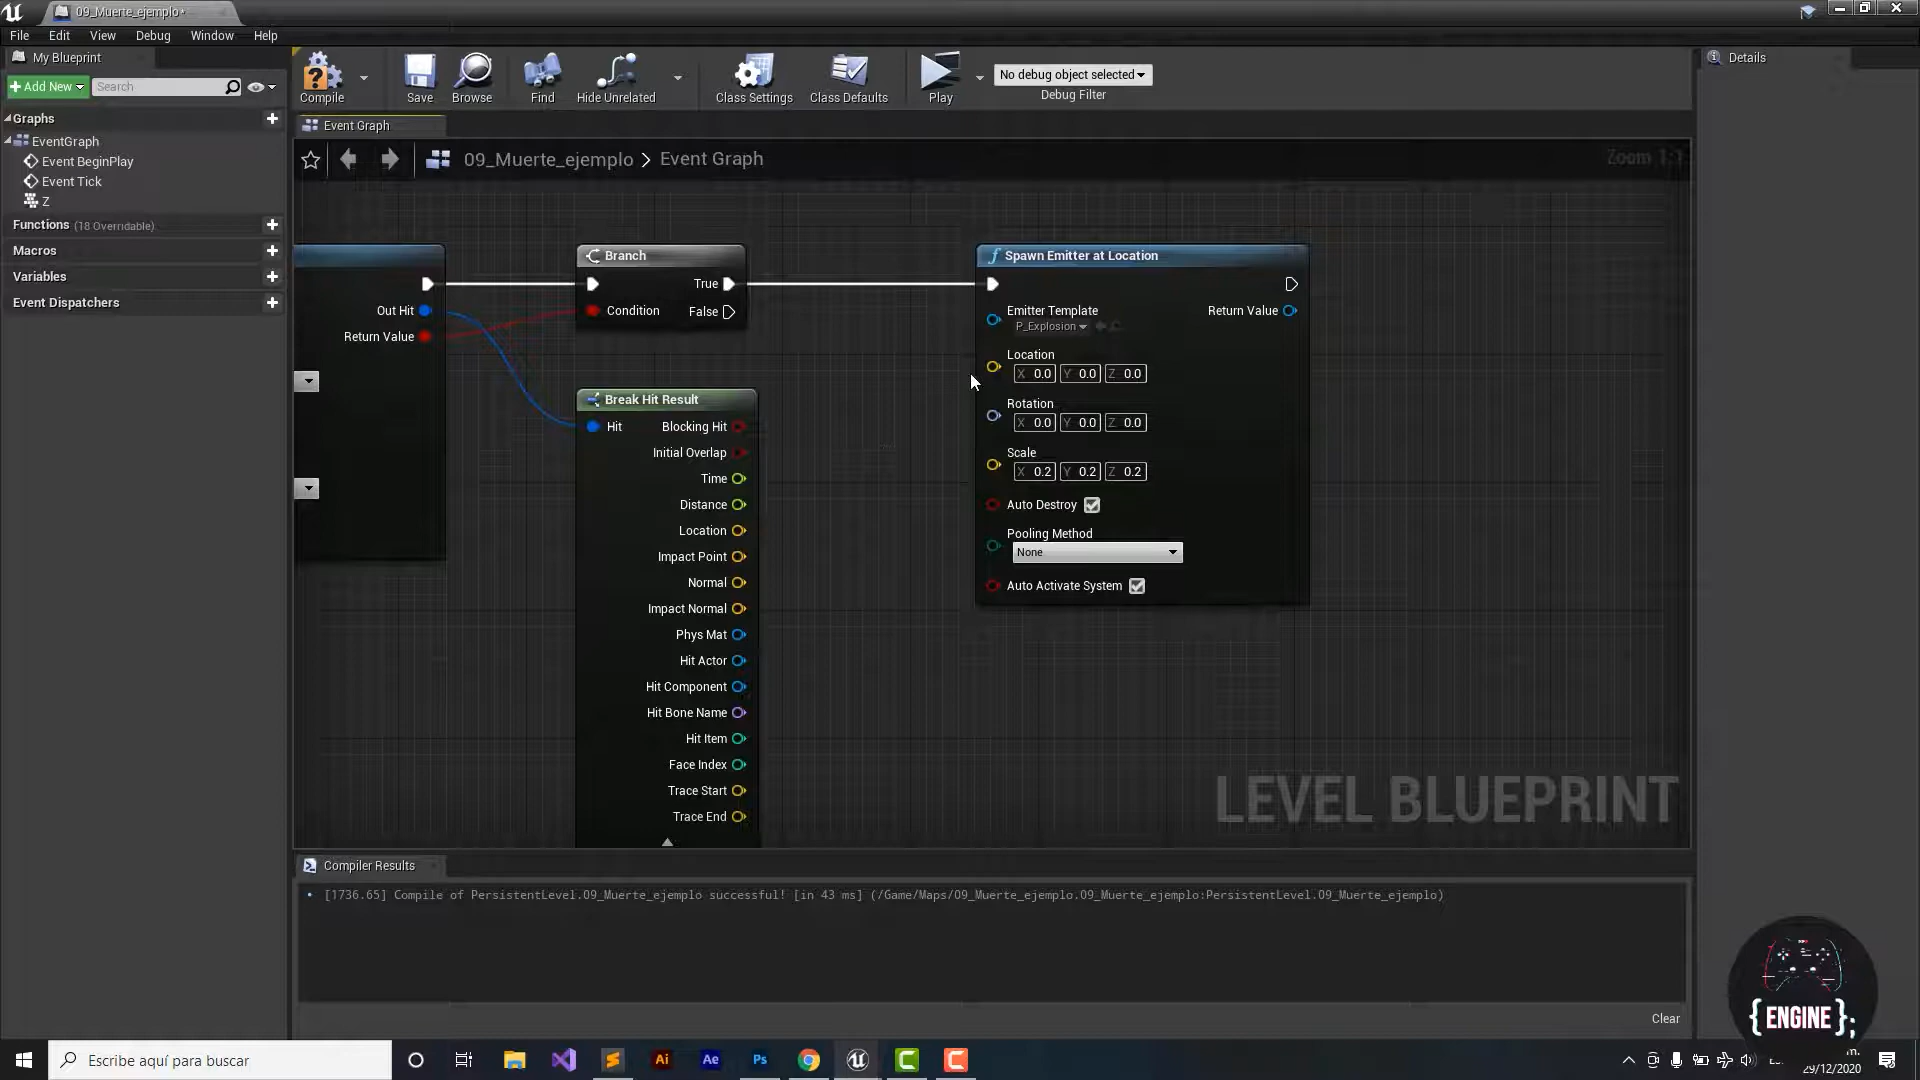 09_Muerte_ejemplo*
File Edit View Debug Window Help
My Blueprint
Add New
Search
Graphs
EventGraph
Event BeginPlay
Event Tick
Z
Functions (18 Overridable)
Macros
Variables
Event Dispatchers
Compile
Save
Browse
Find
Hide Unrelated
Class Settings
Class Defaults
Play
No debug object selected
Debug Filter
Details
Event Graph
09_Muerte_ejemplo > Event Graph
Zoom 1:1
Out Hit
Return Value
Branch
True
Condition
False
Break Hit Result
Hit
Blocking Hit
Initial Overlap
Time
Distance
Location
Impact Point
Normal
Impact Normal
Phys Mat
Hit Actor
Hit Component
Hit Bone Name
Hit Item
Face Index
Trace Start
Trace End
Spawn Emitter at Location
Emitter Template
P_Explosion
Return Value
Location
X 0.0 Y 0.0 Z 0.0
Rotation
X 0.0 Y 0.0 Z 0.0
Scale
X 0.2 Y 0.2 Z 0.2
Auto Destroy
Pooling Method
None
Auto Activate System
LEVEL BLUEPRINT
Compiler Results
[1736.65] Compile of PersistentLevel.09_Muerte_ejemplo successful! [in 43 ms] (/Game/Maps/09_Muerte_ejemplo.09_Muerte_ejemplo:PersistentLevel.09_Muerte_ejemplo)
Clear
{ENGINE};
Escribe aquí para buscar
Ai
Ae
Ps
29/12/2020